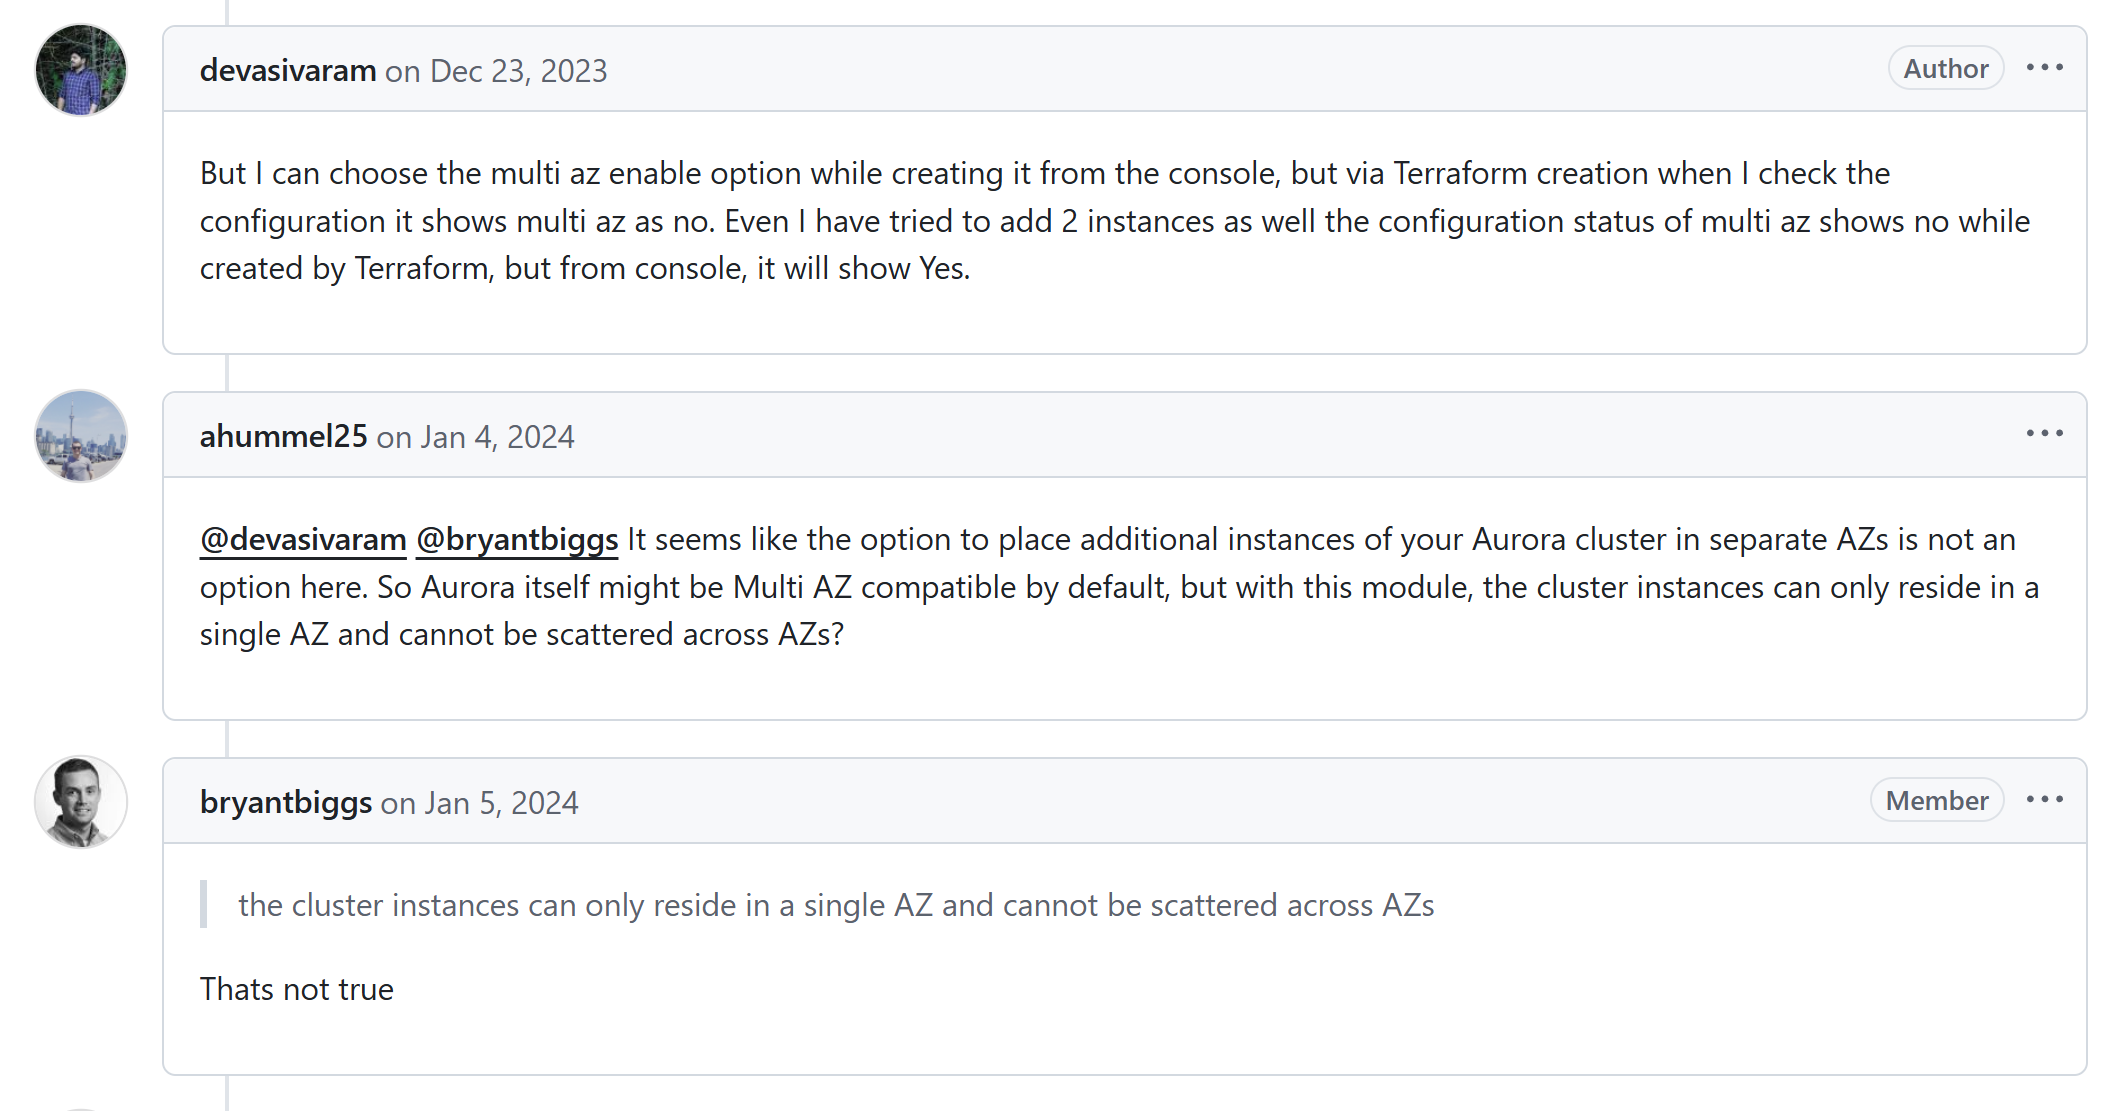 devasivaram on Dec 23, 2023
Author
But I can choose the multi az enable option while creating it from the console, but via Terraform creation when I check the
configuration it shows multi az as no. Even I have tried to add 2 instances as well the configuration status of multi az shows no while
created by Terraform, but from console, it will show Yes.
ahummel25 on Jan 4, 2024
@devasivaram @bryantbiggs It seems like the option to place additional instances of your Aurora cluster in separate AZs is not an
option here. So Aurora itself might be Multi AZ compatible by default, but with this module, the cluster instances can only reside in a
single AZ and cannot be scattered across AZs?
bryantbiggs on Jan 5, 2024
Member
the cluster instances can only reside in a single AZ and cannot be scattered across AZs
Thats not true